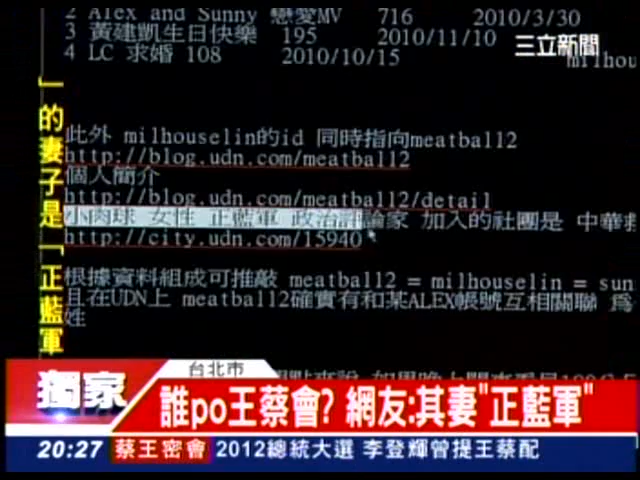 2 Alex and Sunny 戀愛MV 716 2010/3/30
3 黃建凱生日快樂 195 2010/11/10
4 LC 求婚 108 2010/10/15
milhou
三立新聞
」的妻子是「正藍軍
此外 milhouselin的id 同時指向meatball2
http://blog.udn.com/meatball2
個人簡介
http://blog.udn.com/meatball2/detail
小肉球 女性 正藍軍 政治評論家 加入的社團是 中華
http://city.udn.com/15940
根據資料組成可推敲 meatball2 = milhouselin = sun
且在UDN上 meatball2確實有和某ALEX帳號互相關聯 為
姓
獨家
台北市
誰po王蔡會? 網友:其妻"正藍軍"
20:27 蔡王密會 2012總統大選 李登輝曾提王蔡配